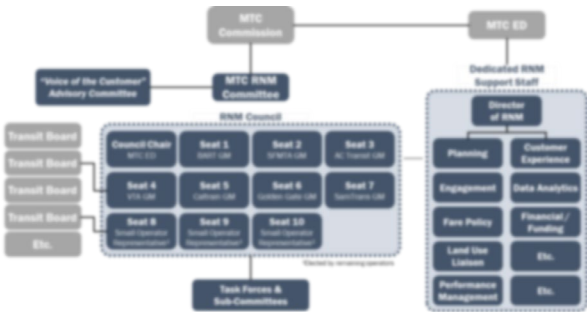 MTC
Commission
MTC ED
"Voice of the Customer"
Advisory Committee
MTC RNM
Committee
Dedicated RNM
Support Staff
RNM Council
Director
of RNM
Transit Board
Transit Board
Transit Board
Transit Board
Etc.
Council Chair
MTC ED
Seat 1
BART GM
Seat 2
SFMTA GM
Seat 3
AC Transit GM
Seat 4
VTA GM
Seat 5
Caltrain GM
Seat 6
Golden Gate GM
Seat 7
SamTrans GM
Seat 8
Small Operator
Representative*
Seat 9
Small Operator
Representative*
Seat 10
Small Operator
Representative*
*Elected by remaining operators
Task Forces &
Sub-Committees
Planning
Customer
Experience
Engagement
Data Analytics
Fare Policy
Financial /
Funding
Land Use
Liaison
Etc.
Performance
Management
Etc.